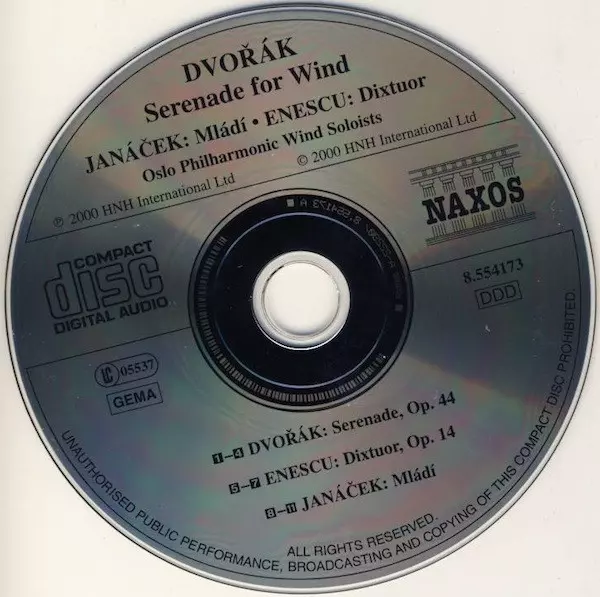 DVOŘÁK
Serenade for Wind
JANÁČEK: Mládí • ENESCU: Dixtuor
Oslo Philharmonic Wind Soloists
℗ 2000 HNH International Ltd © 2000 HNH International Ltd
NAXOS
COMPACT
disc
DIGITAL AUDIO
8.554173
DDD
LC 05537
GEMA
8.554173 A
1–4 DVOŘÁK: Serenade, Op. 44
5–7 ENESCU: Dixtuor, Op. 14
8–11 JANÁČEK: Mládí
ALL RIGHTS RESERVED.
UNAUTHORISED PUBLIC PERFORMANCE, BROADCASTING AND COPYING OF THIS COMPACT DISC PROHIBITED.